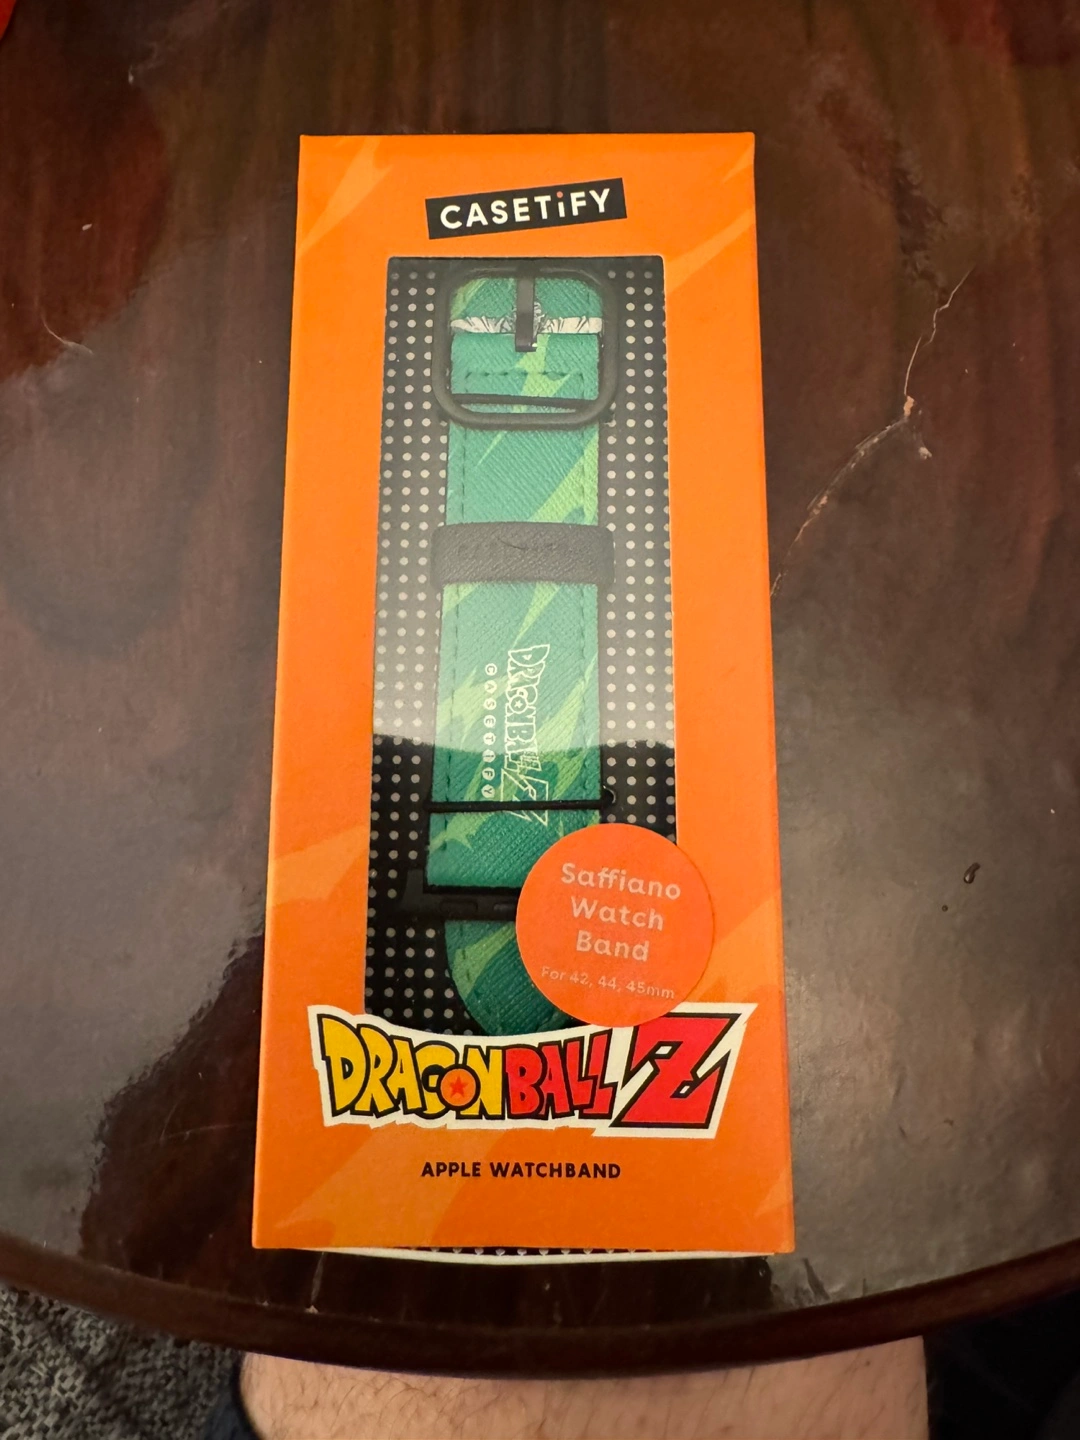 CASETiFY
DRAGONBALL Z
CASETIFY
Saffiano
Watch
Band
For 42, 44, 45mm
DRAGONBALL Z
APPLE WATCHBAND